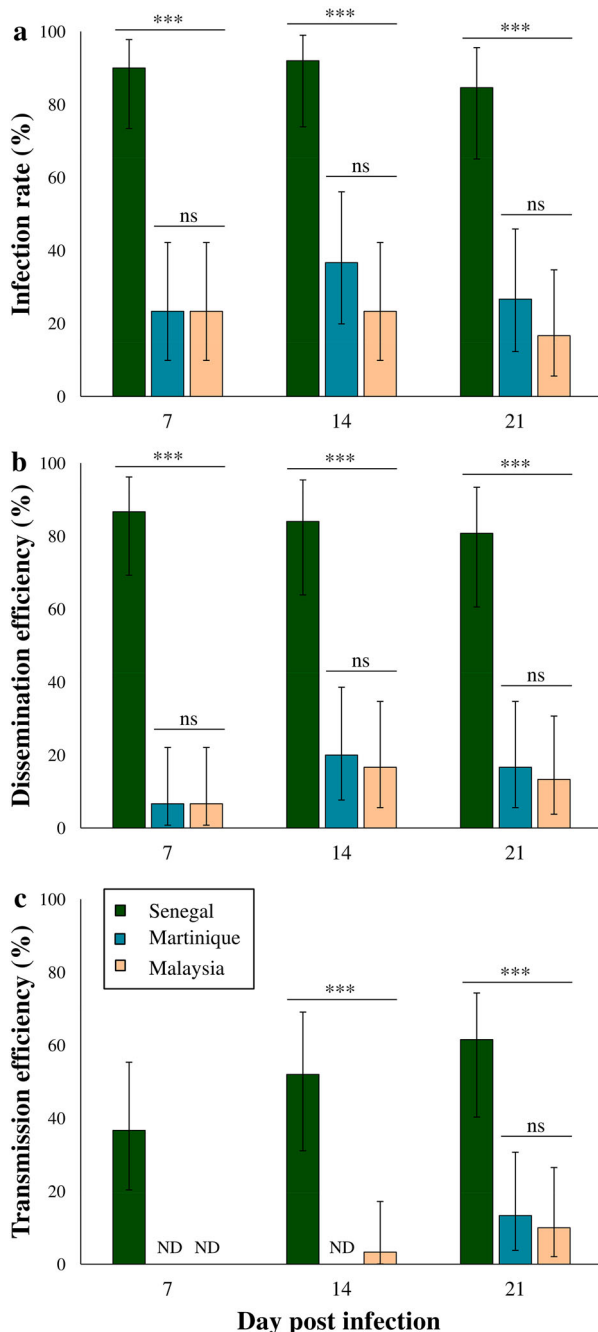 a
Infection rate (%)
100
80
60
40
20
0
***
***
***
ns
ns
ns
7
14
21
b
Dissemination efficiency (%)
100
80
60
40
20
0
***
***
***
ns
ns
ns
7
14
21
c
Transmission efficiency (%)
100
80
60
40
20
0
Senegal
Martinique
Malaysia
***
***
ns
ND
ND
ND
7
14
21
Day post infection